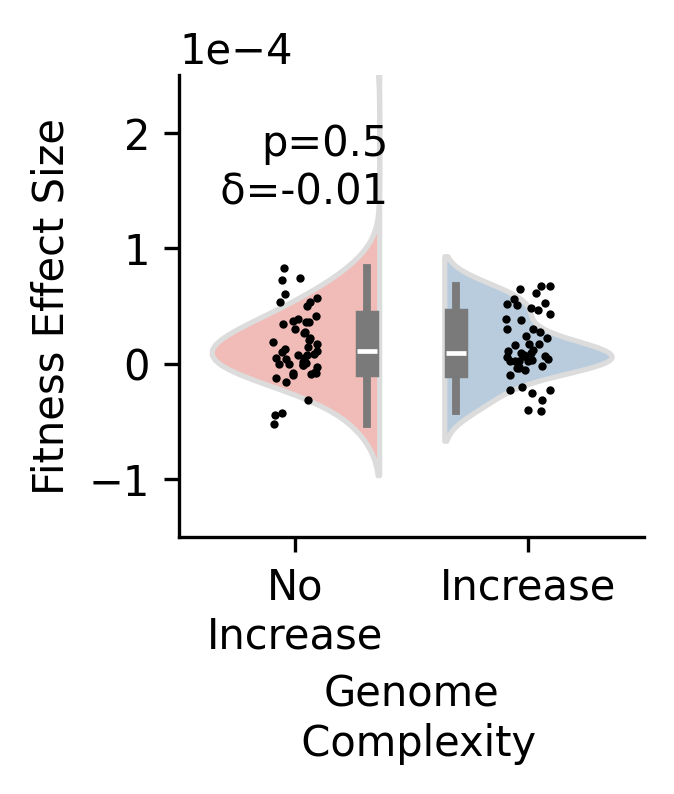 1e−4
Fitness Effect Size
2
1
0
−1
p=0.5
δ=-0.01
No
Increase
Increase
Genome
Complexity